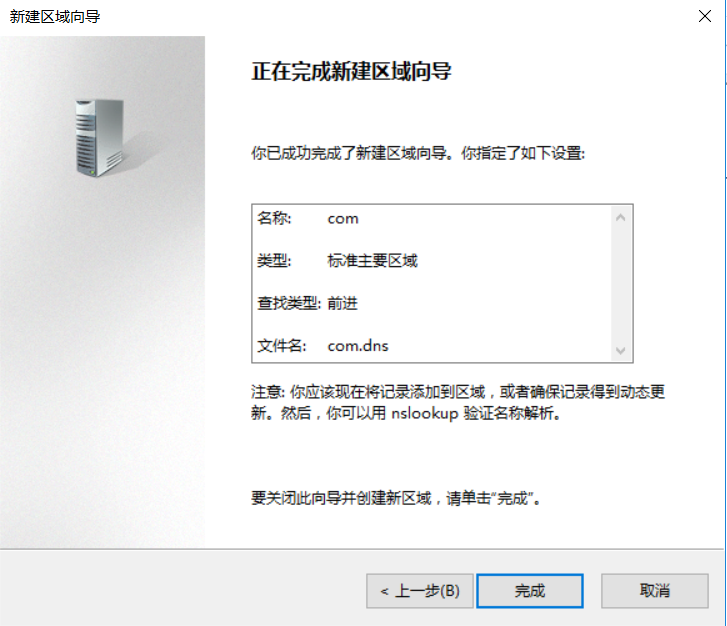 新建区域向导
正在完成新建区域向导
你已成功完成了新建区域向导。你指定了如下设置:
名称: com
类型: 标准主要区域
查找类型: 前进
文件名: com.dns
注意: 你应该现在将记录添加到区域，或者确保记录得到动态更
新。然后，你可以用 nslookup 验证名称解析。
要关闭此向导并创建新区域，请单击“完成”。
< 上一步(B) 完成 取消